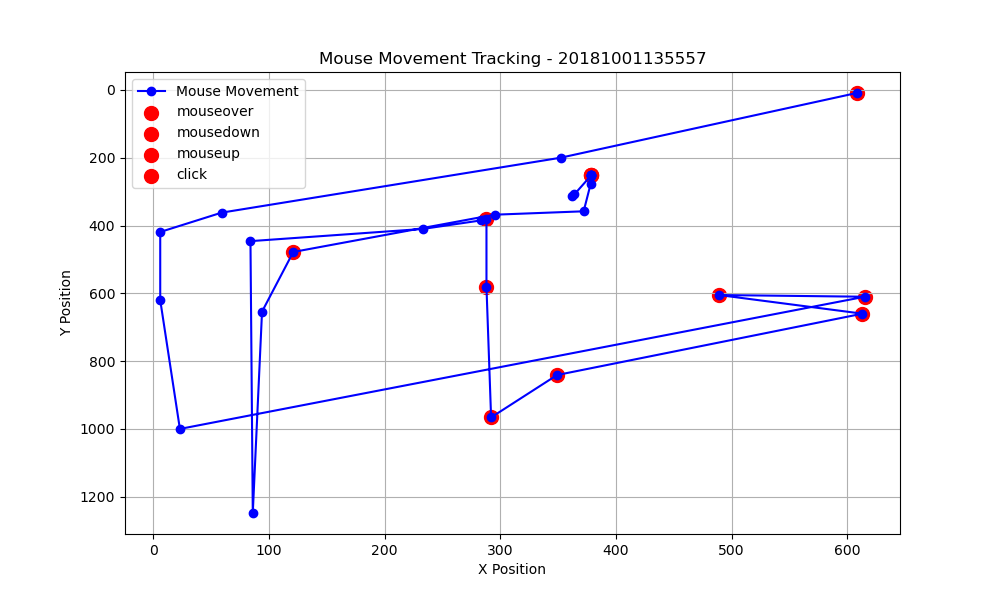 Mouse Movement Tracking - 20181001135557
Mouse Movement
mouseover
mousedown
mouseup
click
0
200
400
600
800
1000
1200
Y Position
0 100 200 300 400 500 600
X Position